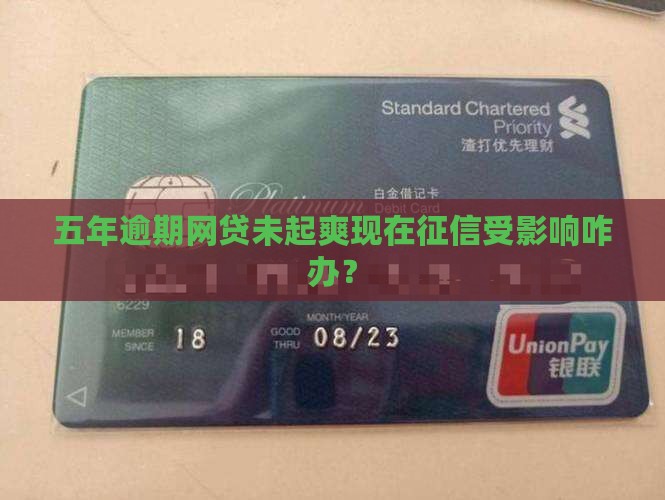 Standard Chartered
Priority
渣打优先理财
Platinum
白金借记卡
Debit Card
五年逾期网贷未起爽现在征信受影响咋
办？
6229
MONTH/YEAR
MEMBER SINCE 18 GOOD THRU 08/23
UnionPay
银联